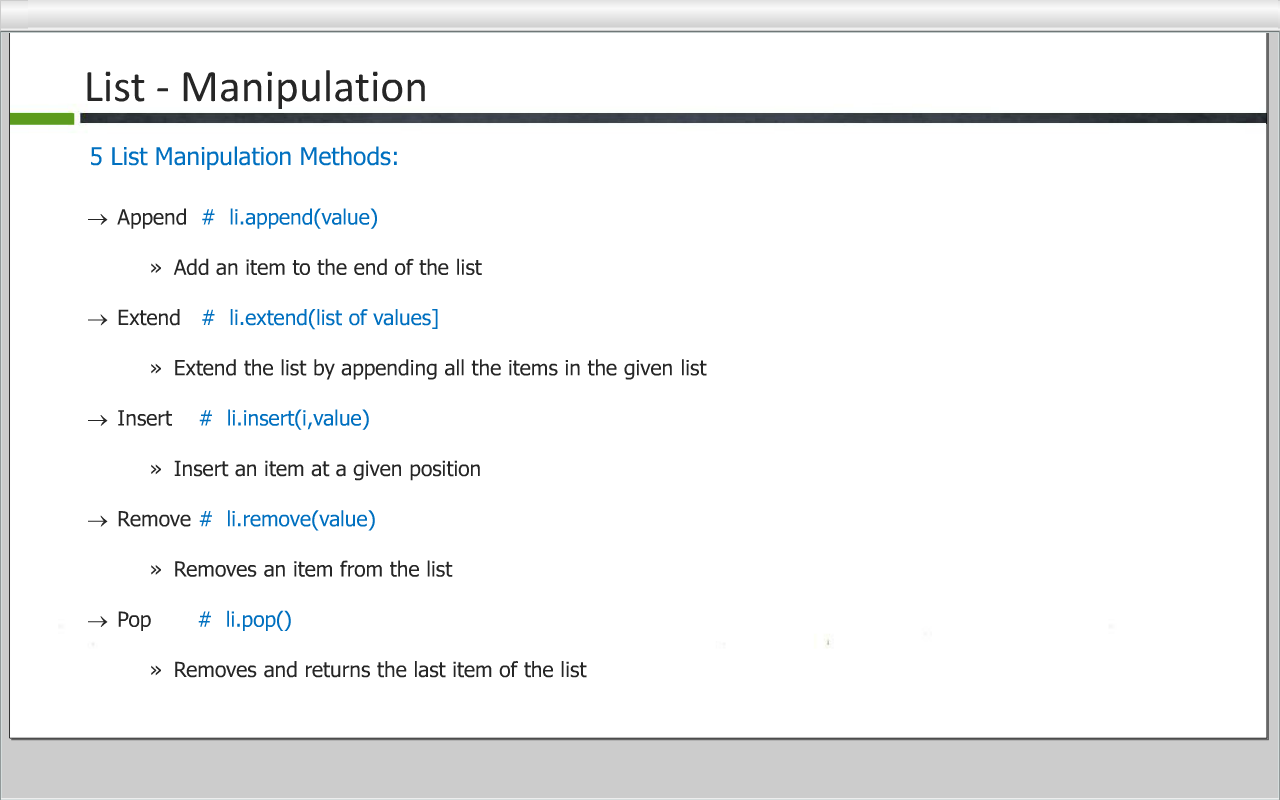 List - Manipulation
5 List Manipulation Methods:
→ Append # li.append(value)
» Add an item to the end of the list
→ Extend # li.extend(list of values]
» Extend the list by appending all the items in the given list
→ Insert # li.insert(i,value)
» Insert an item at a given position
→ Remove # li.remove(value)
» Removes an item from the list
→ Pop # li.pop()
» Removes and returns the last item of the list